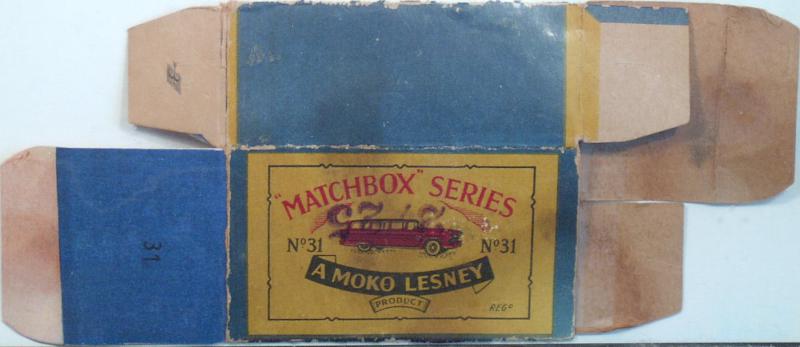 "MATCHBOX" SERIES
Nº31
Nº31
A MOKO LESNEY
PRODUCT
REGD
31